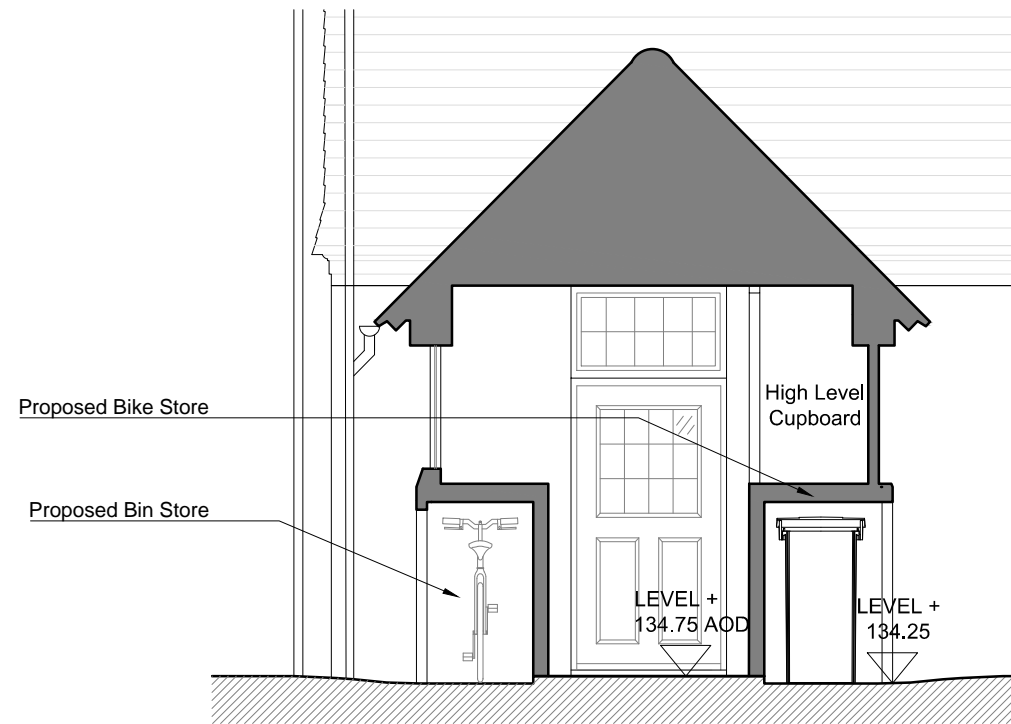 High Level
Cupboard
Proposed Bike Store
Proposed Bin Store
LEVEL +
134.75 AOD
LEVEL +
134.25